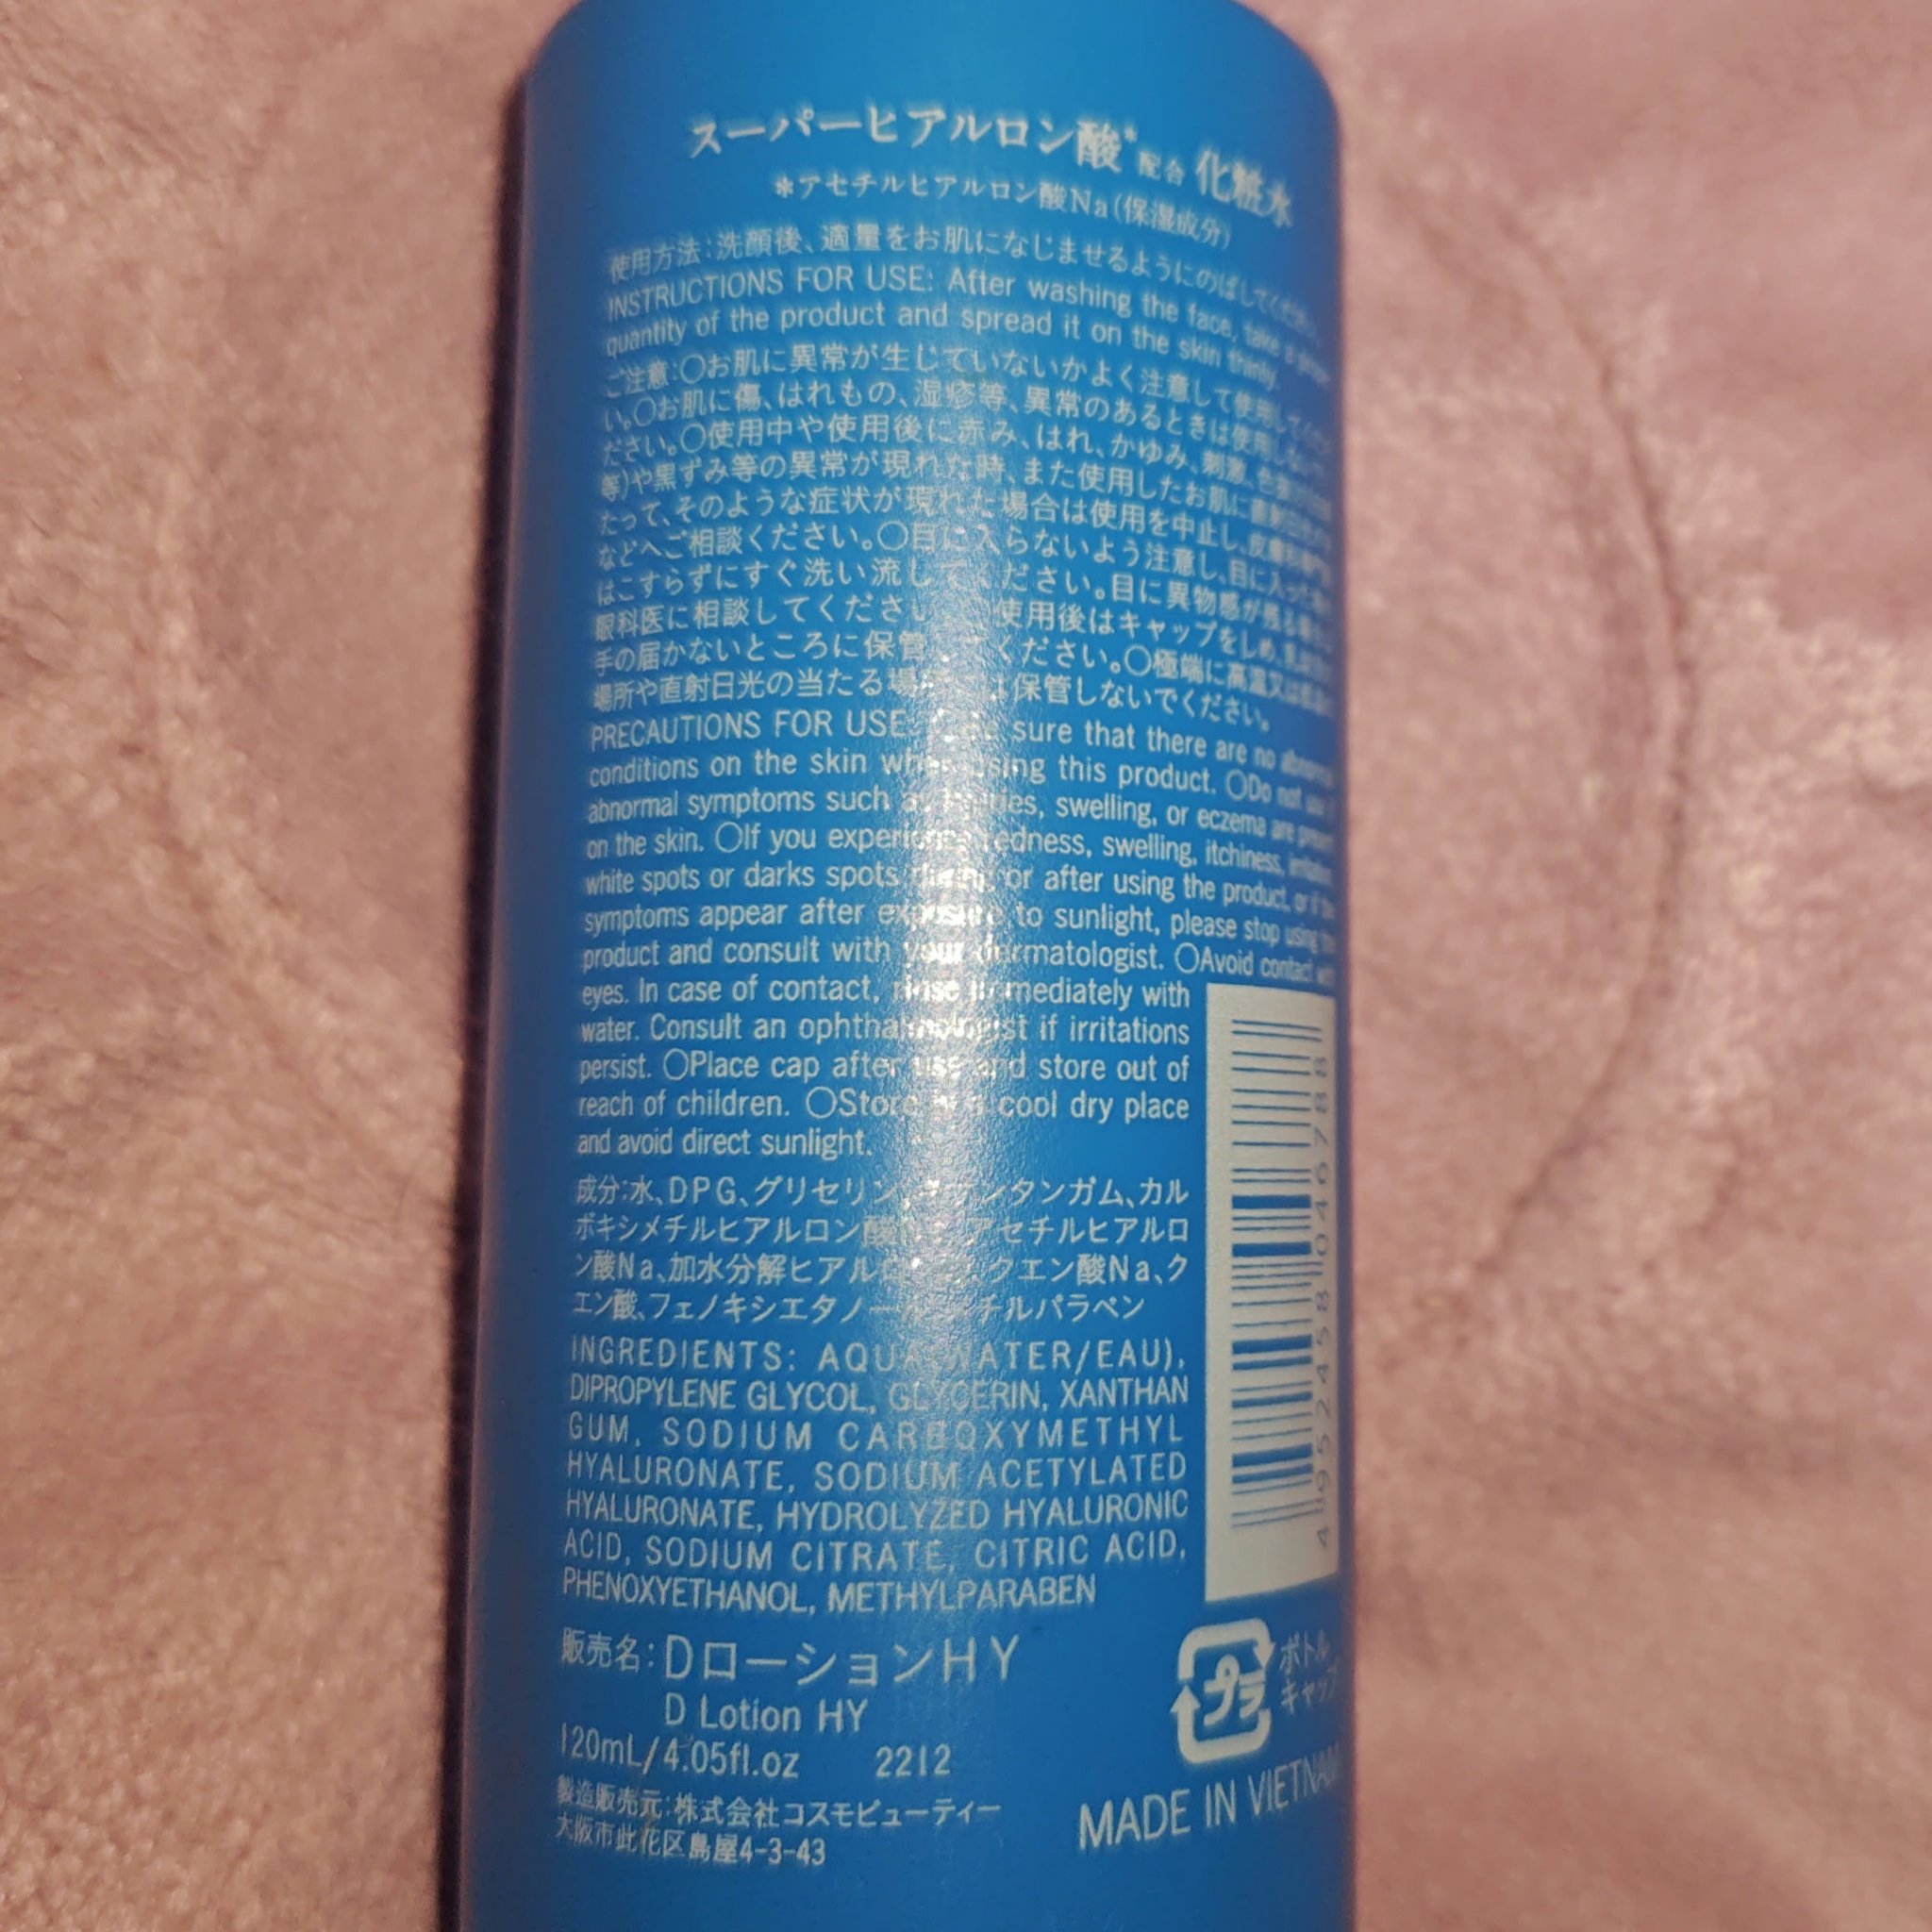 スーパーヒアルロン酸*配合 化粧水
*アセチルヒアルロン酸Na(保湿成分)
使用方法:洗顔後、適量をお肌になじませるようにのばしてください。
INSTRUCTIONS FOR USE: After washing the face, take a
quantity of the product and spread it on the skin thinly.
ご注意:○お肌に異常が生じていないかよく注意して使用してくださ
い。○お肌に傷、はれもの、湿疹等、異常のあるときは使用しないでく
ださい。○使用中や使用後に赤み、はれ、かゆみ、刺激、
等)や黒ずみ等の異常が現れた時、また使用したお肌に
たって、そのような症状が現れた場合は使用を中止し、
などへご相談ください。○目に入らないよう注意し、目に入った
はこすらずにすぐ洗い流してください。目に異物感が残る
眼科医に相談してください 使用後はキャップをしめ、
手の届かないところに保管 ください。○極端に高温又は
場所や直射日光の当たる場 保管しないでください。
PRECAUTIONS FOR USE sure that there are no
conditions on the skin when using this product. ○Do not use
abnormal symptoms such swelling, or eczema are present
on the skin. ○If you experience redness, swelling, itchiness,
white spots or darks spots during or after using the product, or if
symptoms appear after exposure to sunlight, please stop using the
product and consult with your dermatologist. ○Avoid contact with
eyes. In case of contact, rinse immediately with
water. Consult an ophthalmologist if irritations
persist. ○Place cap after use and store out of
reach of children. ○Store cool dry place
and avoid direct sunlight.
成分:水、DPG、グリセリン、キサンタンガム、カル
ボキシメチルヒアルロン酸 アセチルヒアルロ
ン酸Na、加水分解ヒアル クエン酸Na、ク
エン酸、フェノキシエタノー チルパラベン
INGREDIENTS: AQUA WATER/EAU),
DIPROPYLENE GLYCOL, GLYCERIN, XANTHAN
GUM, SODIUM CARBOXYMETHYL
HYALURONATE, SODIUM ACETYLATED
HYALURONATE, HYDROLYZED HYALURONIC
ACID, SODIUM CITRATE, CITRIC ACID,
PHENOXYETHANOL, METHYLPARABEN
4 952458 046788
販売名:DローションHY
D Lotion HY
プラ
ボトル
キャップ
120mL/4.05fl.oz 2212
製造販売元:株式会社コスモビューティー
大阪市此花区島屋4-3-43
MADE IN VIETNAM